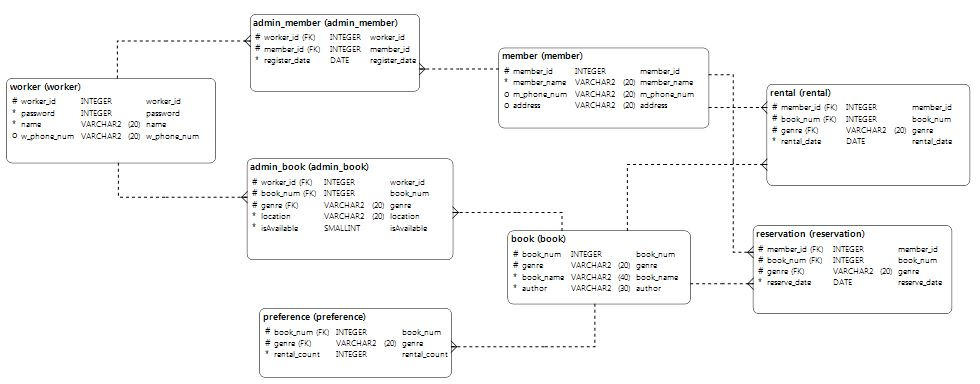 admin_member (admin_member)
# worker_id (FK) INTEGER worker_id
# member_id (FK) INTEGER member_id
* register_date DATE register_date
member (member)
# member_id INTEGER member_id
* member_name VARCHAR2 (20) member_name
o m_phone_num VARCHAR2 (20) m_phone_num
o address VARCHAR2 (20) address
worker (worker)
# worker_id INTEGER worker_id
* password INTEGER password
* name VARCHAR2 (20) name
o w_phone_num VARCHAR2 (20) w_phone_num
rental (rental)
# member_id (FK) INTEGER member_id
# book_num (FK) INTEGER book_num
# genre (FK) VARCHAR2 (20) genre
* rental_date DATE rental_date
admin_book (admin_book)
# worker_id (FK) INTEGER worker_id
# book_num (FK) INTEGER book_num
# genre (FK) VARCHAR2 (20) genre
* location VARCHAR2 (20) location
* isAvailable SMALLINT isAvailable
book (book)
# book_num INTEGER book_num
# genre VARCHAR2 (20) genre
* book_name VARCHAR2 (40) book_name
* author VARCHAR2 (30) author
reservation (reservation)
# member_id (FK) INTEGER member_id
# book_num (FK) INTEGER book_num
# genre (FK) VARCHAR2 (20) genre
* reserve_date DATE reserve_date
preference (preference)
# book_num (FK) INTEGER book_num
# genre (FK) VARCHAR2 (20) genre
* rental_count INTEGER rental_count